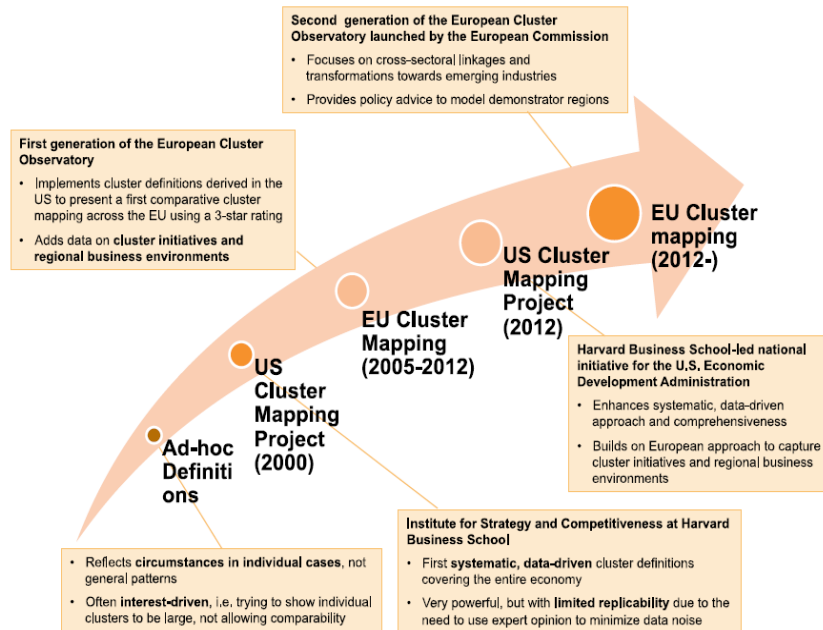 Second generation of the European Cluster
Observatory launched by the European Commission
• Focuses on cross-sectoral linkages and
transformations towards emerging industries
• Provides policy advice to model demonstrator regions
First generation of the European Cluster
Observatory
• Implements cluster definitions derived in the
US to present a first comparative cluster
mapping across the EU using a 3-star rating
• Adds data on cluster initiatives and
regional business environments
EU Cluster
mapping
(2012-)
US Cluster
Mapping
Project
(2012)
EU Cluster
Mapping
(2005-2012)
US
Cluster
Mapping
Project
(2000)
Ad-hoc
Definiti
ons
Harvard Business School-led national
initiative for the U.S. Economic
Development Administration
• Enhances systematic, data-driven
approach and comprehensiveness
• Builds on European approach to capture
cluster initiatives and regional business
environments
• Reflects circumstances in individual cases, not
general patterns
• Often interest-driven, i.e. trying to show individual
clusters to be large, not allowing comparability
Institute for Strategy and Competitiveness at Harvard
Business School
• First systematic, data-driven cluster definitions
covering the entire economy
• Very powerful, but with limited replicability due to the
need to use expert opinion to minimize data noise